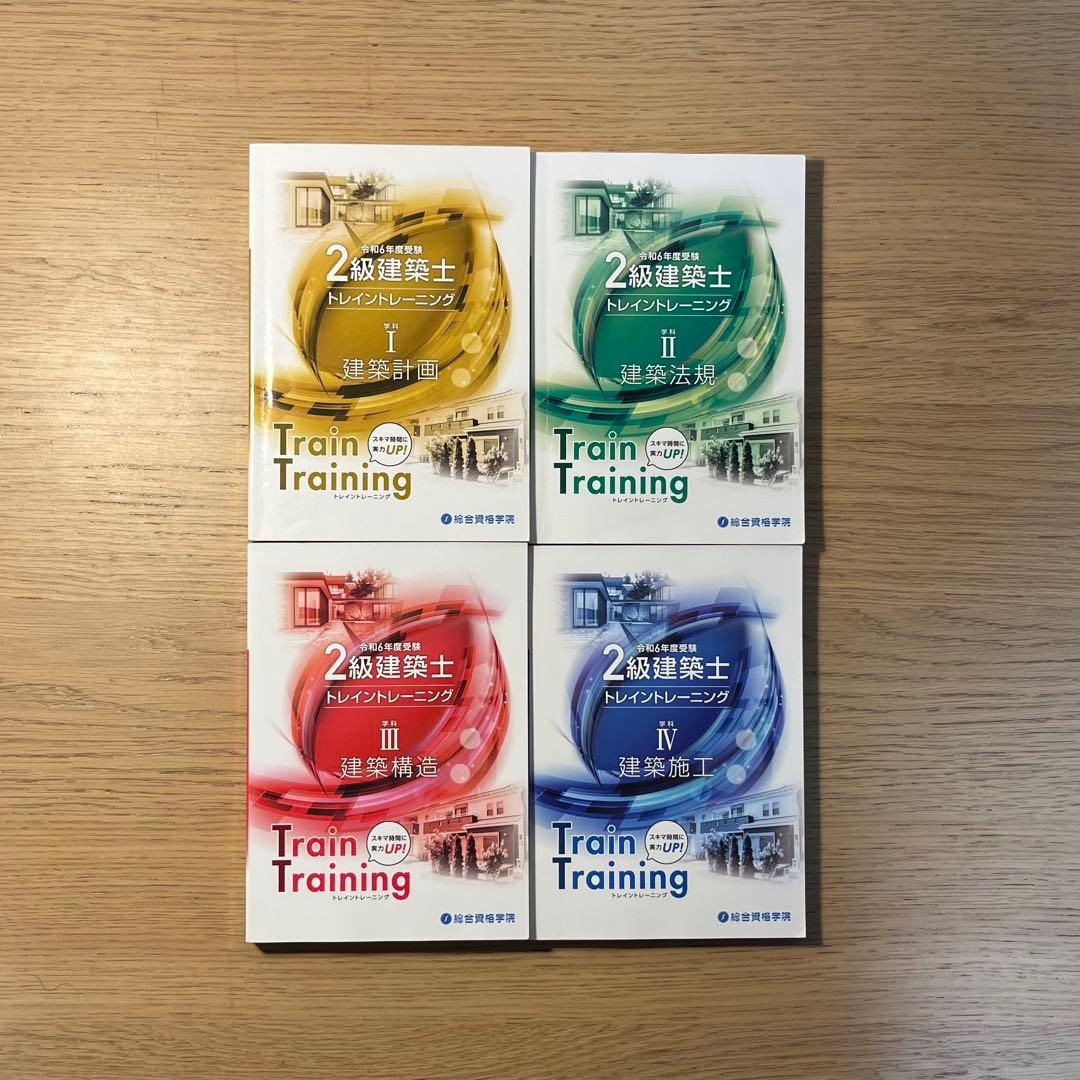 令和6年度受験
2級建築士
トレイントレーニング
学科
I
建築計画
Train
Training
スキマ時間に
実力UP!
トレイントレーニング
総合資格学院
令和6年度受験
2級建築士
トレイントレーニング
学科
II
建築法規
Train
Training
スキマ時間に
実力UP!
トレイントレーニング
総合資格学院
令和6年度受験
2級建築士
トレイントレーニング
学科
III
建築構造
Train
Training
スキマ時間に
実力UP!
トレイントレーニング
総合資格学院
令和6年度受験
2級建築士
トレイントレーニング
学科
IV
建築施工
Train
Training
スキマ時間に
実力UP!
トレイントレーニング
総合資格学院